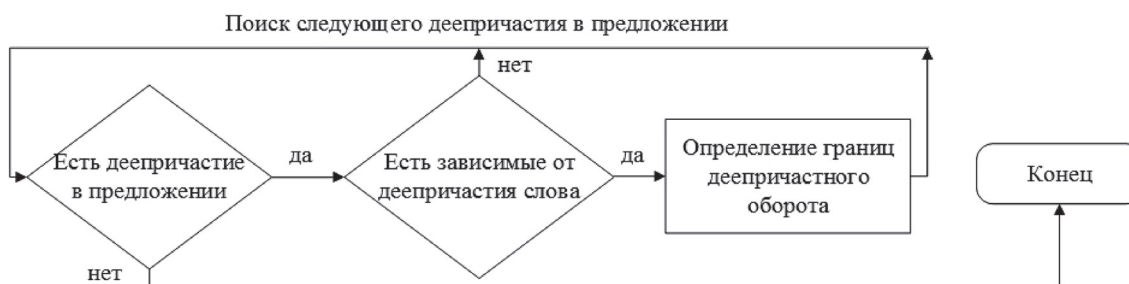 Поиск следующего деепричастия в предложении
нет
Есть деепричастие
в предложении
да
Есть зависимые от
деепричастия слова
да
Определение границ
деепричастного
оборота
Конец
нет